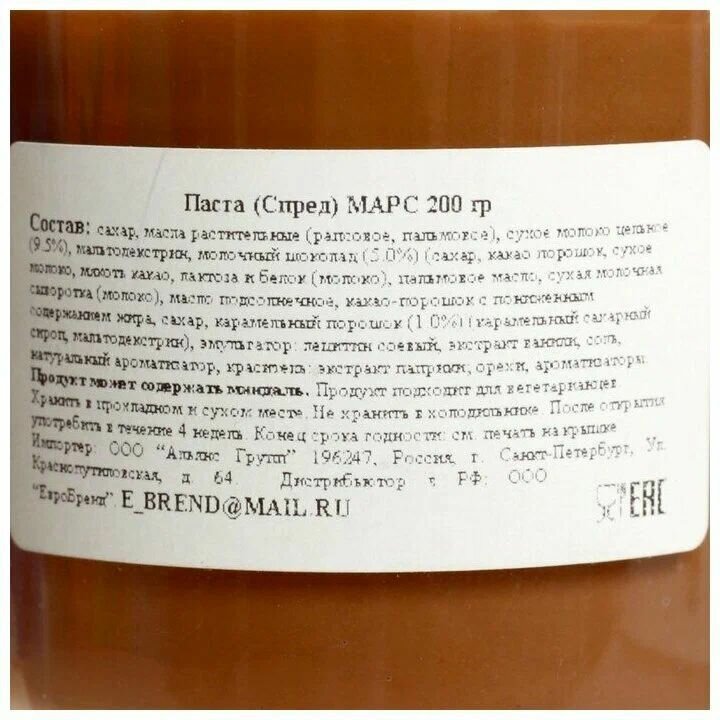 Паста (Спред) МАРС 200 гр
Состав: сахар, масла растительные (рапсовое, пальмовое), сухое молоко цельное
(9.5%), мальтодекстрин, молочный шоколад (5.0%) (сахар, какао порошок, сухое
молоко, мякоть какао, лактоза и белок (молоко), пальмовое масло, сухая молочная
сыворотка (молоко), масло подсолнечное, какао-порошок с пониженным
содержанием жира, сахар, карамельный порошок (1.0%) (карамельный сахарный
сироп, мальтодекстрин), эмульгатор: лецитин соевый, экстракт ванили, соль,
натуральный ароматизатор, краситель: экстракт паприки, орехи, ароматизаторы.
Продукт может содержать миндаль. Продукт подходит для вегетарианцев.
Хранить в прохладном и сухом месте. Не хранить в холодильнике. После открытия
употребить в течение 4 недель. Конец срока годности: см. печать на крышке
Импортер: ООО "Альянс Групп" 196247, Россия, г. Санкт-Петербург, Ул.
Краснопутиловская, д. 64. Дистрибьютор в РФ: ООО
"ЕвроБренд". E_BREND@MAIL.RU
EAC